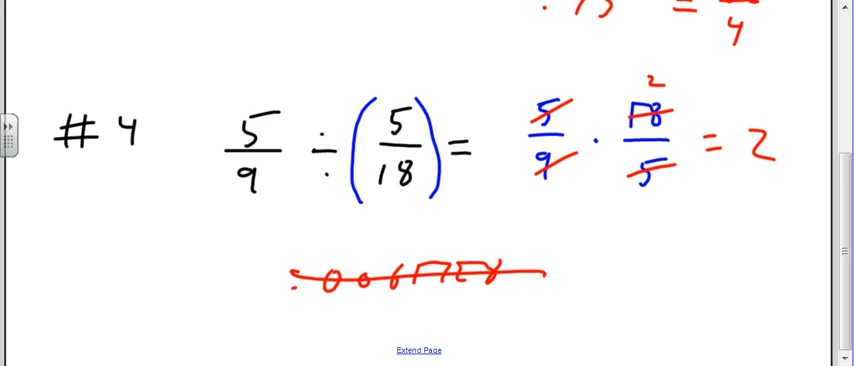 = 4
# 4 5/9 ÷ (5/18) = 5/9 · 18/5 = 2
2
Extend Page